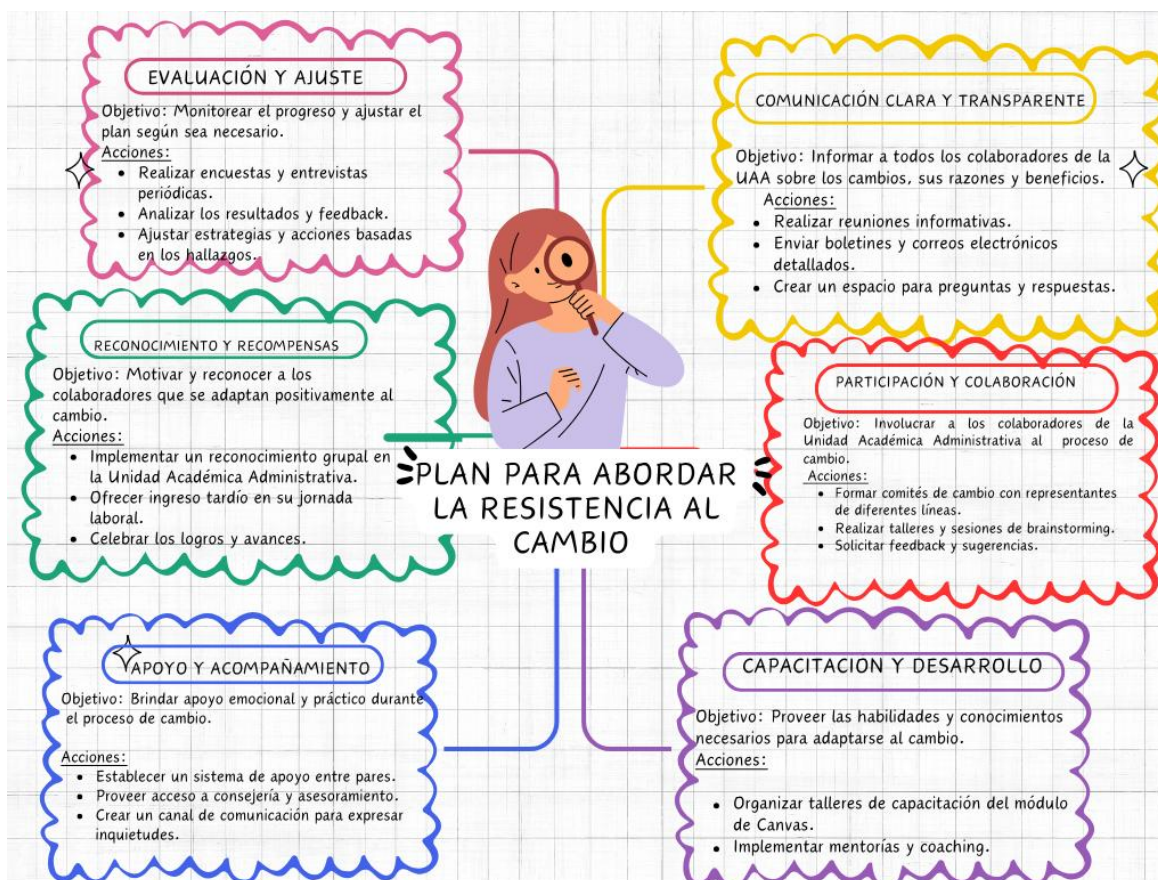 EVALUACIÓN Y AJUSTE
Objetivo: Monitorear el progreso y ajustar el
plan según sea necesario.
Acciones:
• Realizar encuestas y entrevistas
periódicas.
• Analizar los resultados y feedback.
• Ajustar estrategias y acciones basadas
en los hallazgos.
COMUNICACIÓN CLARA Y TRANSPARENTE
Objetivo: Informar a todos los colaboradores de la
UAA sobre los cambios, sus razones y beneficios.
Acciones:
• Realizar reuniones informativas.
• Enviar boletines y correos electrónicos
detallados.
• Crear un espacio para preguntas y respuestas.
RECONOCIMIENTO Y RECOMPENSAS
Objetivo: Motivar y reconocer a los
colaboradores que se adaptan positivamente al
cambio.
Acciones:
• Implementar un reconocimiento grupal en
la Unidad Académica Administrativa.
• Ofrecer ingreso tardío en su jornada
laboral.
• Celebrar los logros y avances.
PLAN PARA ABORDAR
LA RESISTENCIA AL
CAMBIO
PARTICIPACIÓN Y COLABORACIÓN
Objetivo: Involucrar a los colaboradores de la
Unidad Académica Administrativa al proceso de
cambio.
Acciones:
• Formar comités de cambio con representantes
de diferentes líneas.
• Realizar talleres y sesiones de brainstorming.
• Solicitar feedback y sugerencias.
APOYO Y ACOMPAÑAMIENTO
Objetivo: Brindar apoyo emocional y práctico durante
el proceso de cambio.
Acciones:
• Establecer un sistema de apoyo entre pares.
• Proveer acceso a consejería y asesoramiento.
• Crear un canal de comunicación para expresar
inquietudes.
CAPACITACION Y DESARROLLO
Objetivo: Proveer las habilidades y conocimientos
necesarios para adaptarse al cambio.
Acciones:
• Organizar talleres de capacitación del módulo
de Canvas.
• Implementar mentorías y coaching.